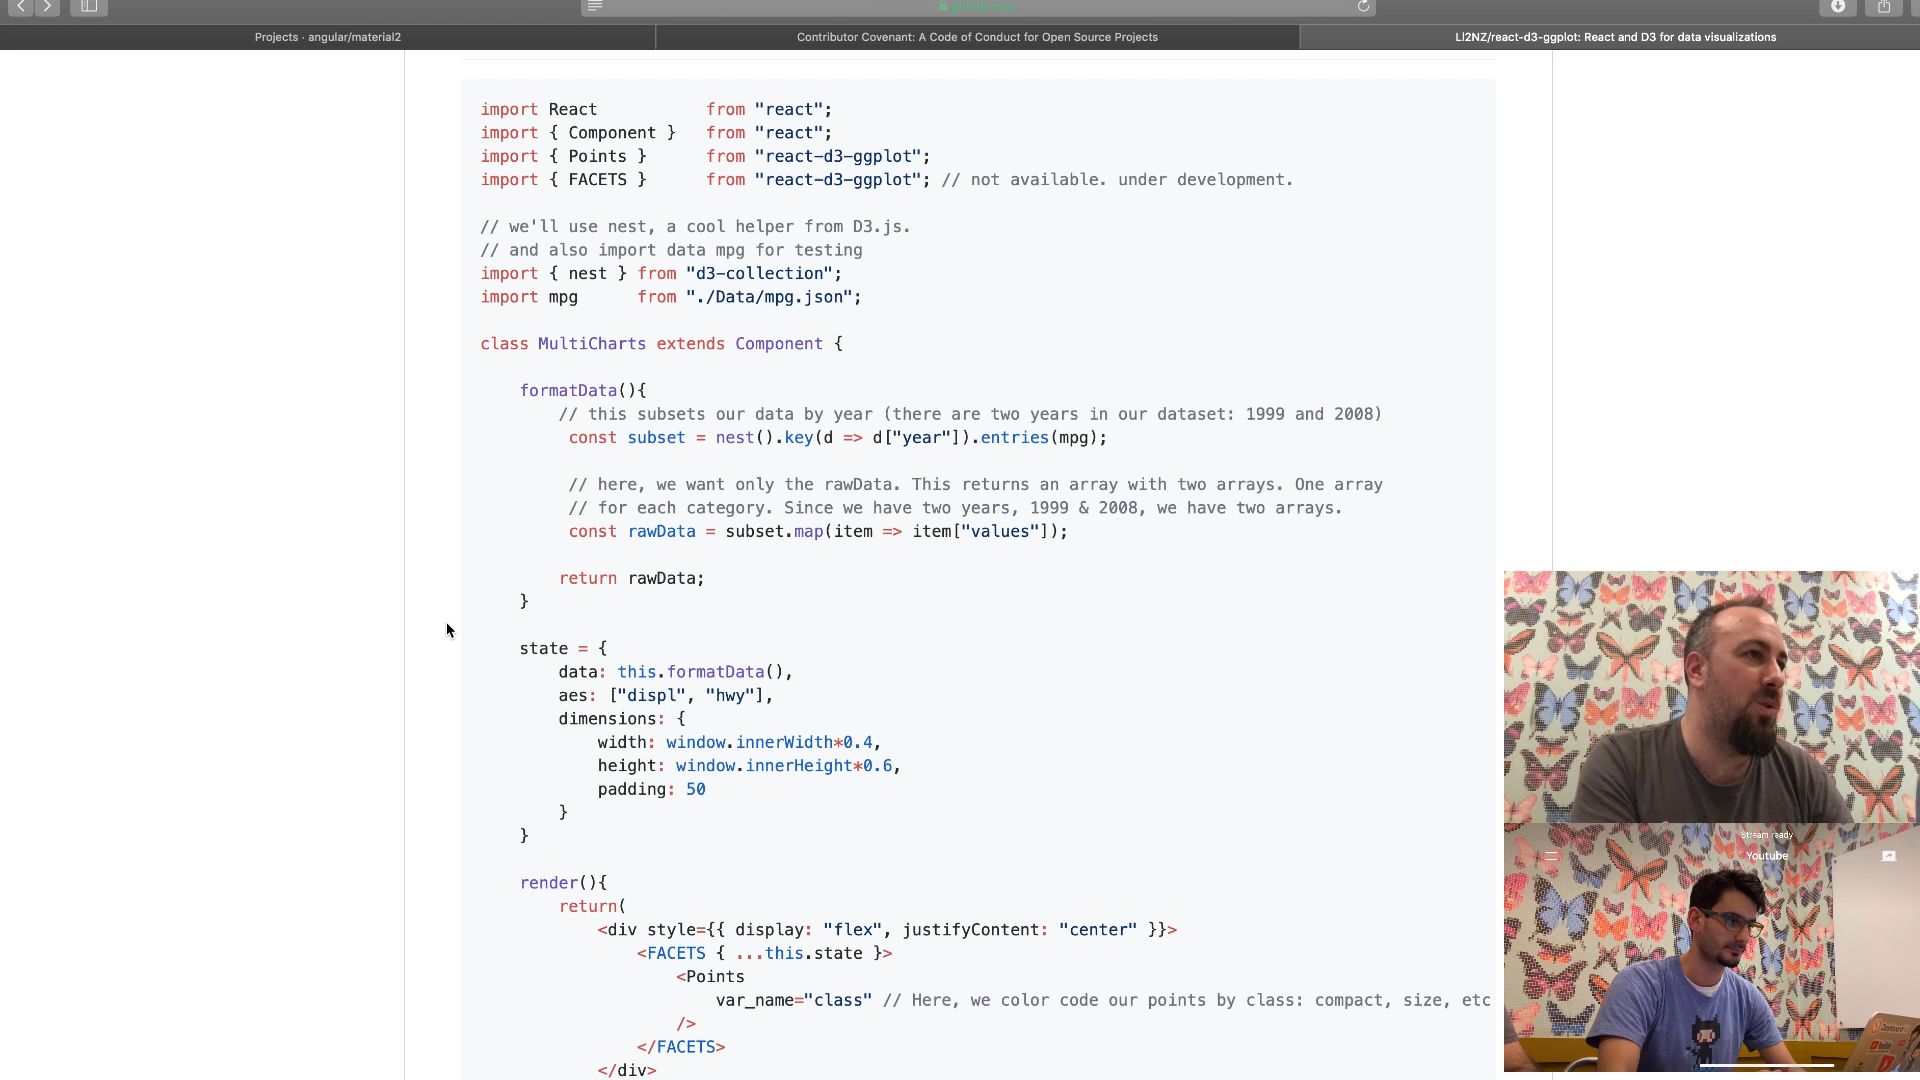 github.com
Projects · angular/material2
Contributor Covenant: A Code of Conduct for Open Source Projects
LI2NZ/react-d3-ggplot: React and D3 for data visualizations
import React           from "react";
import { Component }   from "react";
import { Points }      from "react-d3-ggplot";
import { FACETS }      from "react-d3-ggplot"; // not available. under development.
// we'll use nest, a cool helper from D3.js.
// and also import data mpg for testing
import { nest } from "d3-collection";
import mpg      from "./Data/mpg.json";
class MultiCharts extends Component {
formatData(){
// this subsets our data by year (there are two years in our dataset: 1999 and 2008)
const subset = nest().key(d => d["year"]).entries(mpg);
// here, we want only the rawData. This returns an array with two arrays. One array
// for each category. Since we have two years, 1999 & 2008, we have two arrays.
const rawData = subset.map(item => item["values"]);
return rawData;
}
state = {
data: this.formatData(),
aes: ["displ", "hwy"],
dimensions: {
width: window.innerWidth*0.4,
height: window.innerHeight*0.6,
padding: 50
}
}
render(){
return(
<div style={{ display: "flex", justifyContent: "center" }}>
<FACETS { ...this.state }>
<Points
var_name="class" // Here, we color code our points by class: compact, size, etc
/>
</FACETS>
</div>
Stream ready
Youtube